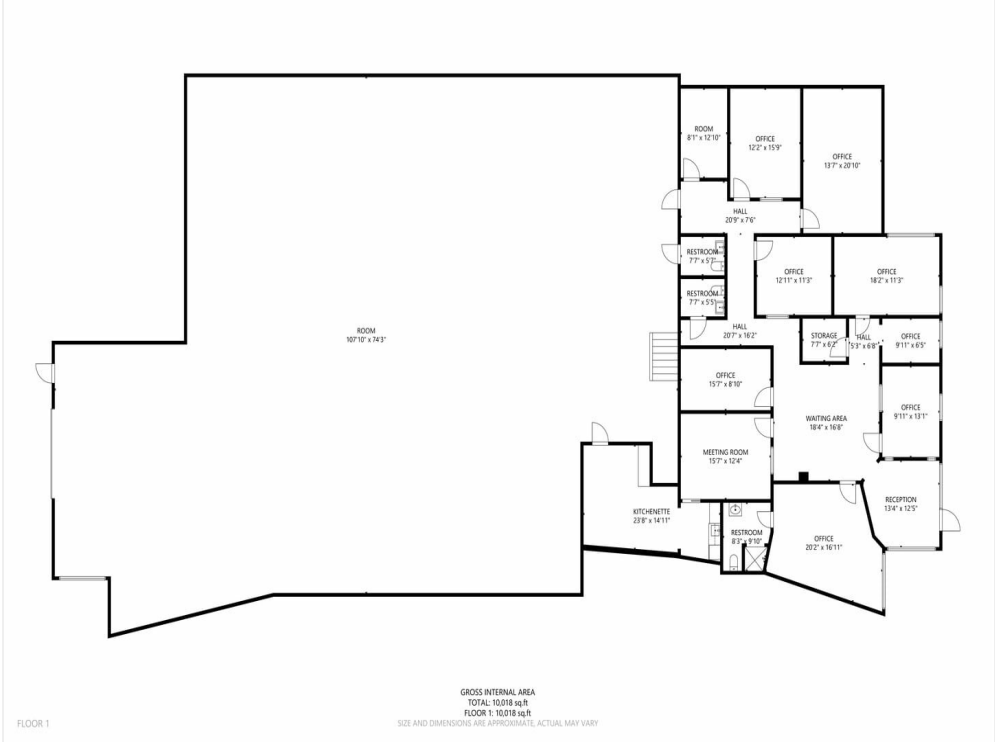 ROOM
8'1" x 12'10"
OFFICE
12'2" x 15'9"
OFFICE
13'7" x 20'10"
HALL
20'9" x 7'6"
RESTROOM
7'7" x 5'7"
OFFICE
12'11" x 11'3"
OFFICE
18'2" x 11'3"
RESTROOM
7'7" x 5'5"
HALL
20'7" x 16'2"
STORAGE
7'7" x 6'2"
HALL
5'3" x 6'8"
OFFICE
9'11" x 6'5"
ROOM
107'10" x 74'3"
OFFICE
15'7" x 8'10"
OFFICE
9'11" x 13'1"
WAITING AREA
18'4" x 16'8"
MEETING ROOM
15'7" x 12'4"
RECEPTION
13'4" x 12'5"
KITCHENETTE
23'8" x 14'11"
RESTROOM
8'3" x 9'10"
OFFICE
20'2" x 16'11"
GROSS INTERNAL AREA
TOTAL: 10,018 sq.ft
FLOOR 1: 10,018 sq.ft
SIZE AND DIMENSIONS ARE APPROXIMATE, ACTUAL MAY VARY
FLOOR 1